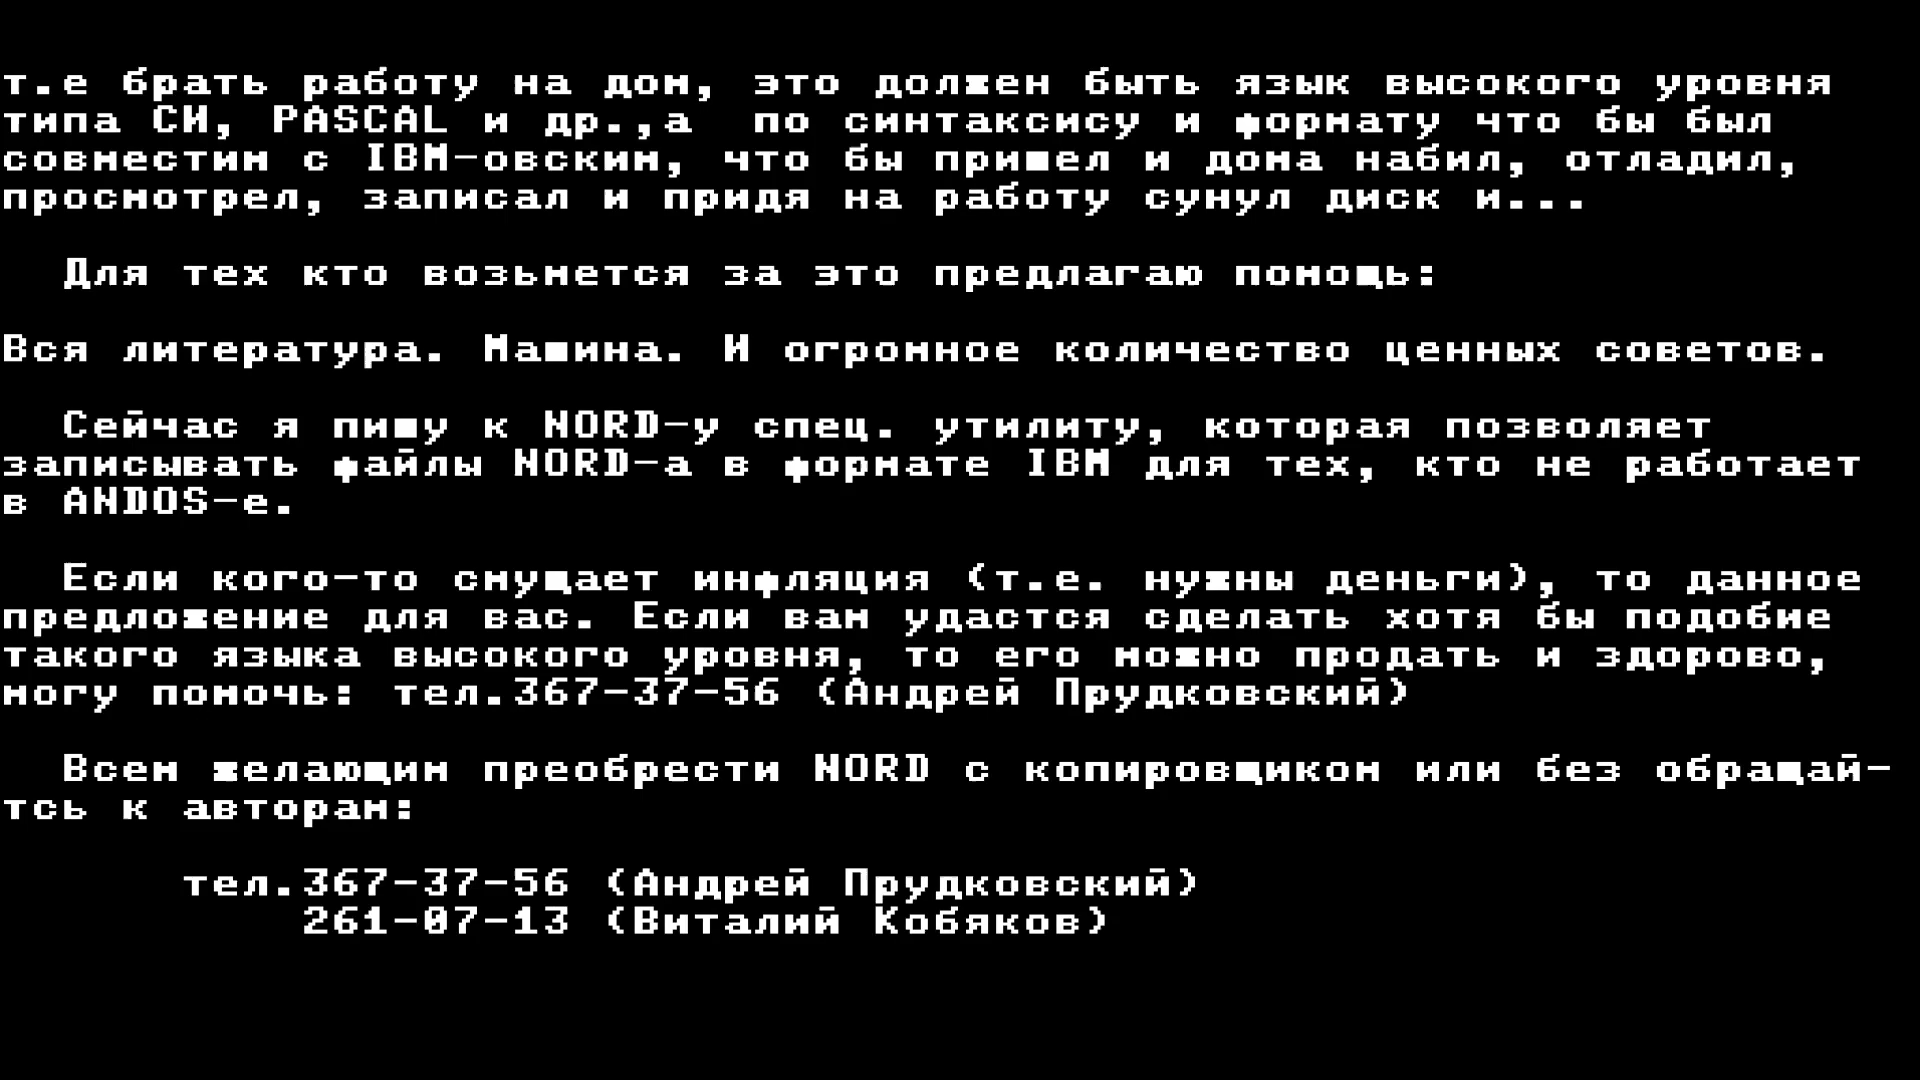 т.е брать работу на дом, это должен быть язык высокого уровня
типа СИ, PASCAL и др.,а  по синтаксису и формату что бы был
совместим с IBM-овским, что бы пришел и дома набил, отладил,
просмотрел, записал и придя на работу сунул диск и...
Для тех кто возьметcя за это предлагаю помощь:
Вся литература. Машина. И огромное количество ценных советов.
Сейчас я пишу к NORD-у спец. утилиту, которая позволяет
записывать файлы NORD-а в формате IBM для тех, кто не работает
в ANDOS-е.
Если кого-то смущает инфляция (т.е. нужны деньги), то данное
предложение для вас. Если вам удастся сделать хотя бы подобие
такого языка высокого уровня, то его можно продать и здорово,
могу помочь: тел.367-37-56 (Андрей Прудковский)
Всем желающим преобрести NORD с копировщиком или без обращай-
тсь к авторам:
тел.367-37-56 (Андрей Прудковский)
261-07-13 (Виталий Кобяков)